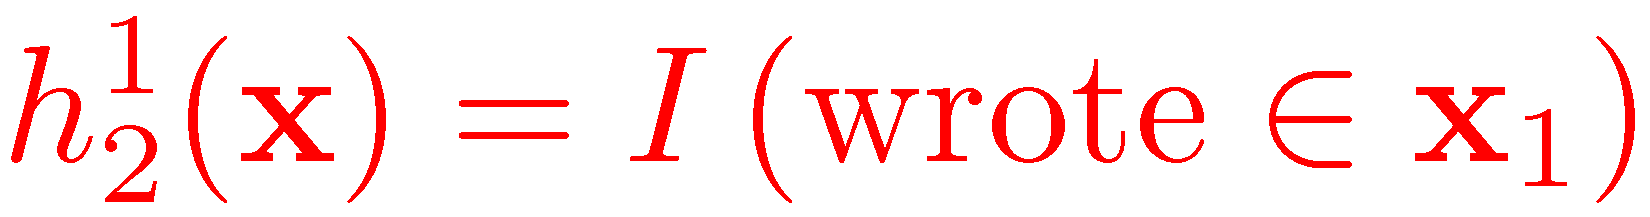 h_2^1(𝐱) = I (wrote ∈ 𝐱_1)